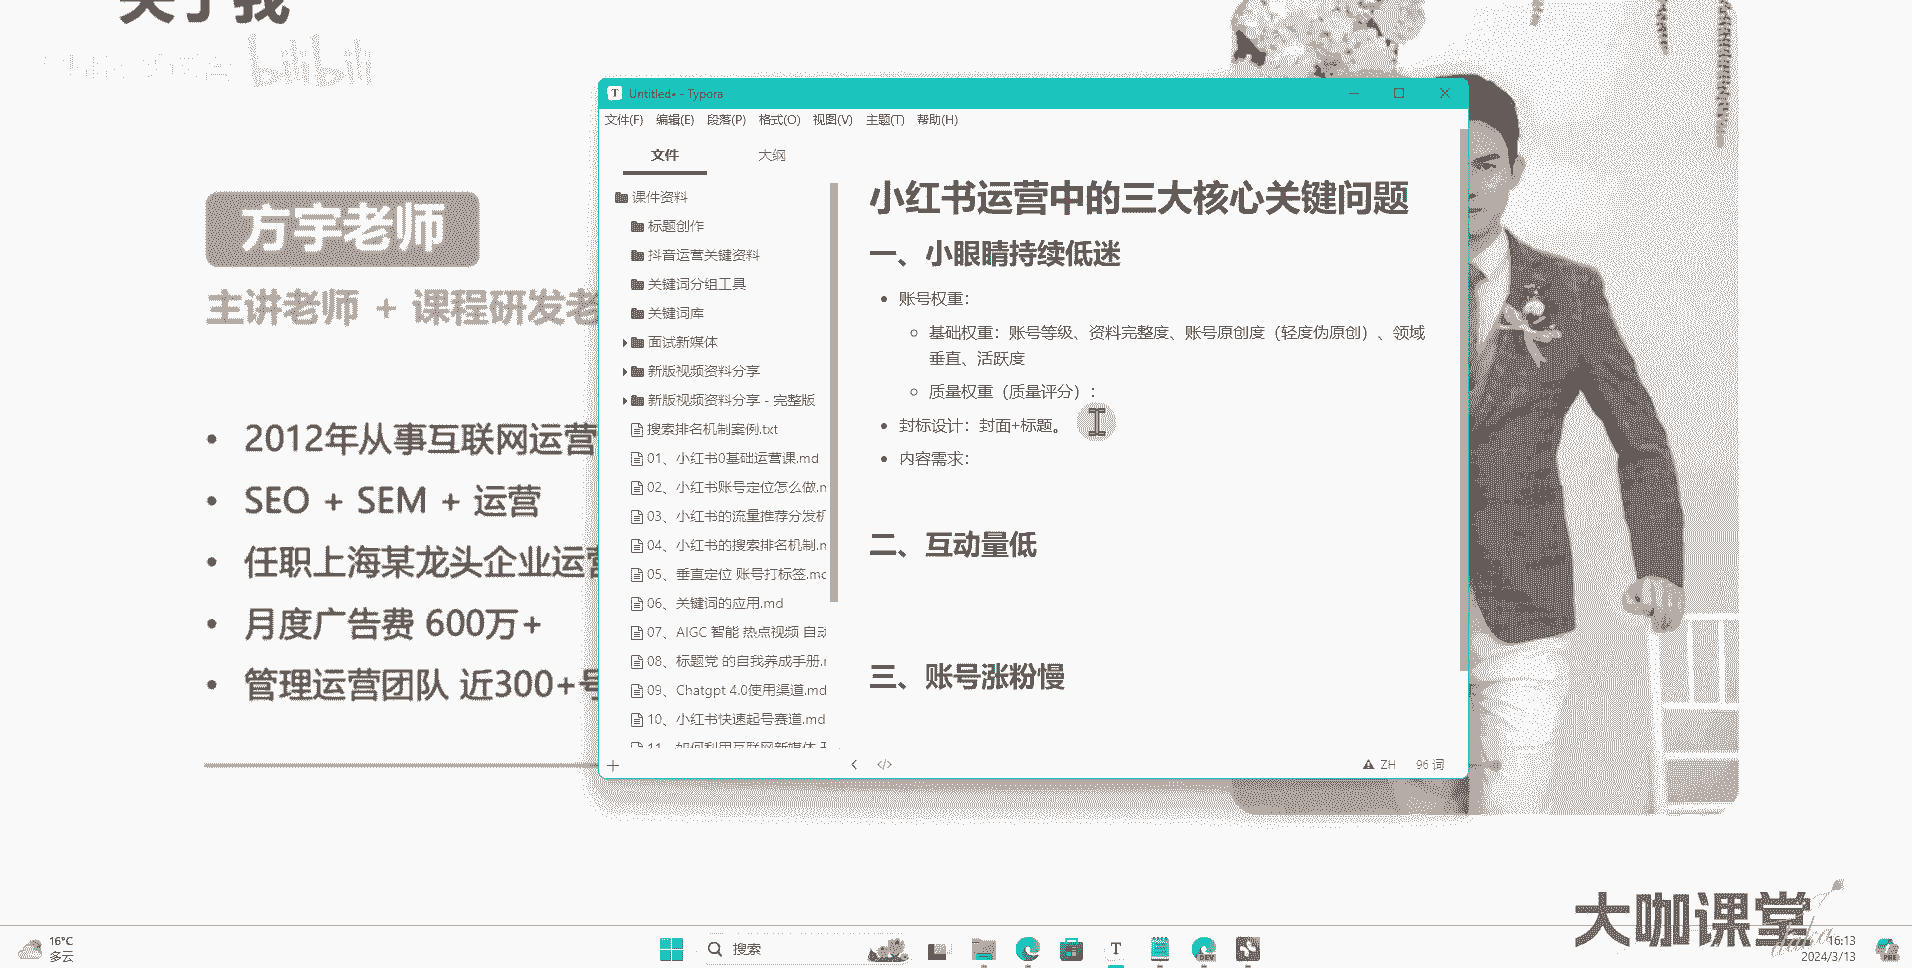 关于我
bilibili
方宇老师
主讲老师 + 课程研发老
2012年从事互联网运营
SEO + SEM + 运营
任职上海某龙头企业运营
月度广告费 600万+
管理运营团队 近300+号
Untitled• - Typora
文件(F) 编辑(E) 段落(P) 格式(O) 视图(V) 主题(T) 帮助(H)
文件 大纲
课件资料
标题创作
抖音运营关键资料
关键词分组工具
关键词库
面试新媒体
新版视频资料分享
新版视频资料分享 - 完整版
搜索排名机制案例.txt
01、小红书0基础运营课.md
02、小红书账号定位怎么做.m
03、小红书的流量推荐分发机
04、小红书的搜索排名机制.m
05、垂直定位 账号打标签.mc
06、关键词的应用.md
07、AIGC 智能 热点视频 自动
08、标题党 的自我养成手册.r
09、Chatgpt 4.0使用渠道.md
10、小红书快速起号赛道.md
11、如何利用互联网新媒体
小红书运营中的三大核心关键问题
一、小眼睛持续低迷
账号权重：
基础权重：账号等级、资料完整度、账号原创度（轻度伪原创）、领域
垂直、活跃度
质量权重（质量评分）：
封标设计：封面+标题。
内容需求：
二、互动量低
三、账号涨粉慢
ZH 96 词
大咖课堂
16°C
多云
搜索
DEV
16:13
2024/3/13
PRE